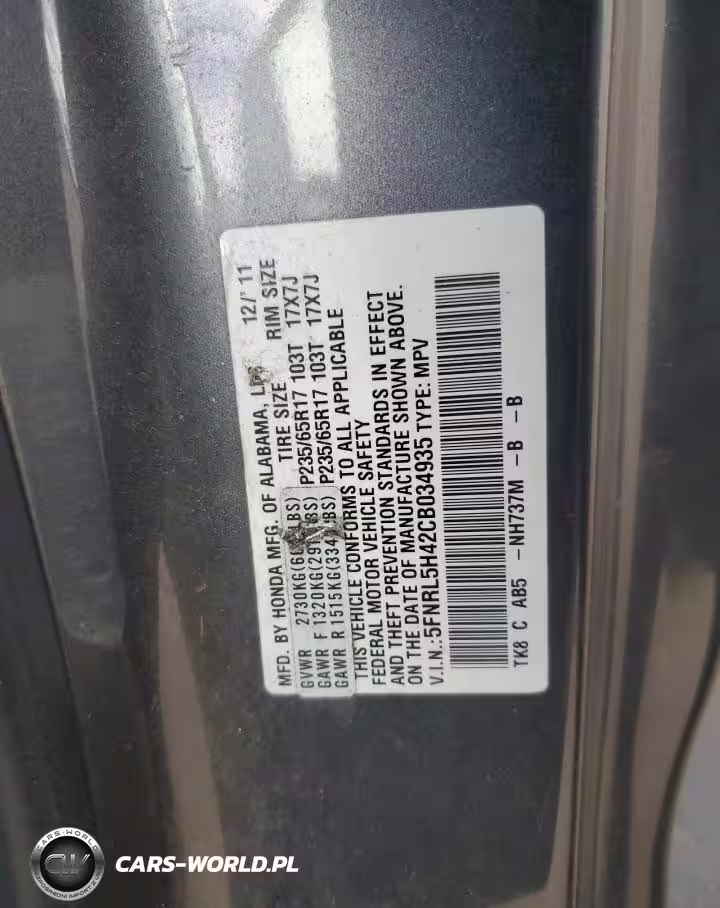 MFD. BY HONDA MFG. OF ALABAMA, 12/'11
TIRE SIZE RIM SIZE
GVWR 2730KG P235/65R17 103T 17X7J
GAWR F 1320KG P235/65R17 103T 17X7J
GAWR R 1515KG
THIS VEHICLE CONFORMS TO ALL APPLICABLE
FEDERAL MOTOR VEHICLE SAFETY
AND THEFT PREVENTION STANDARDS IN EFFECT
ON THE DATE OF MANUFACTURE SHOWN ABOVE.
V.I.N.:5FNRL5H42CB034935 TYPE: MPV
TK8 C AB5 -NH737M -B -B
CARS-WORLD
CW
CARS-WORLD.PL